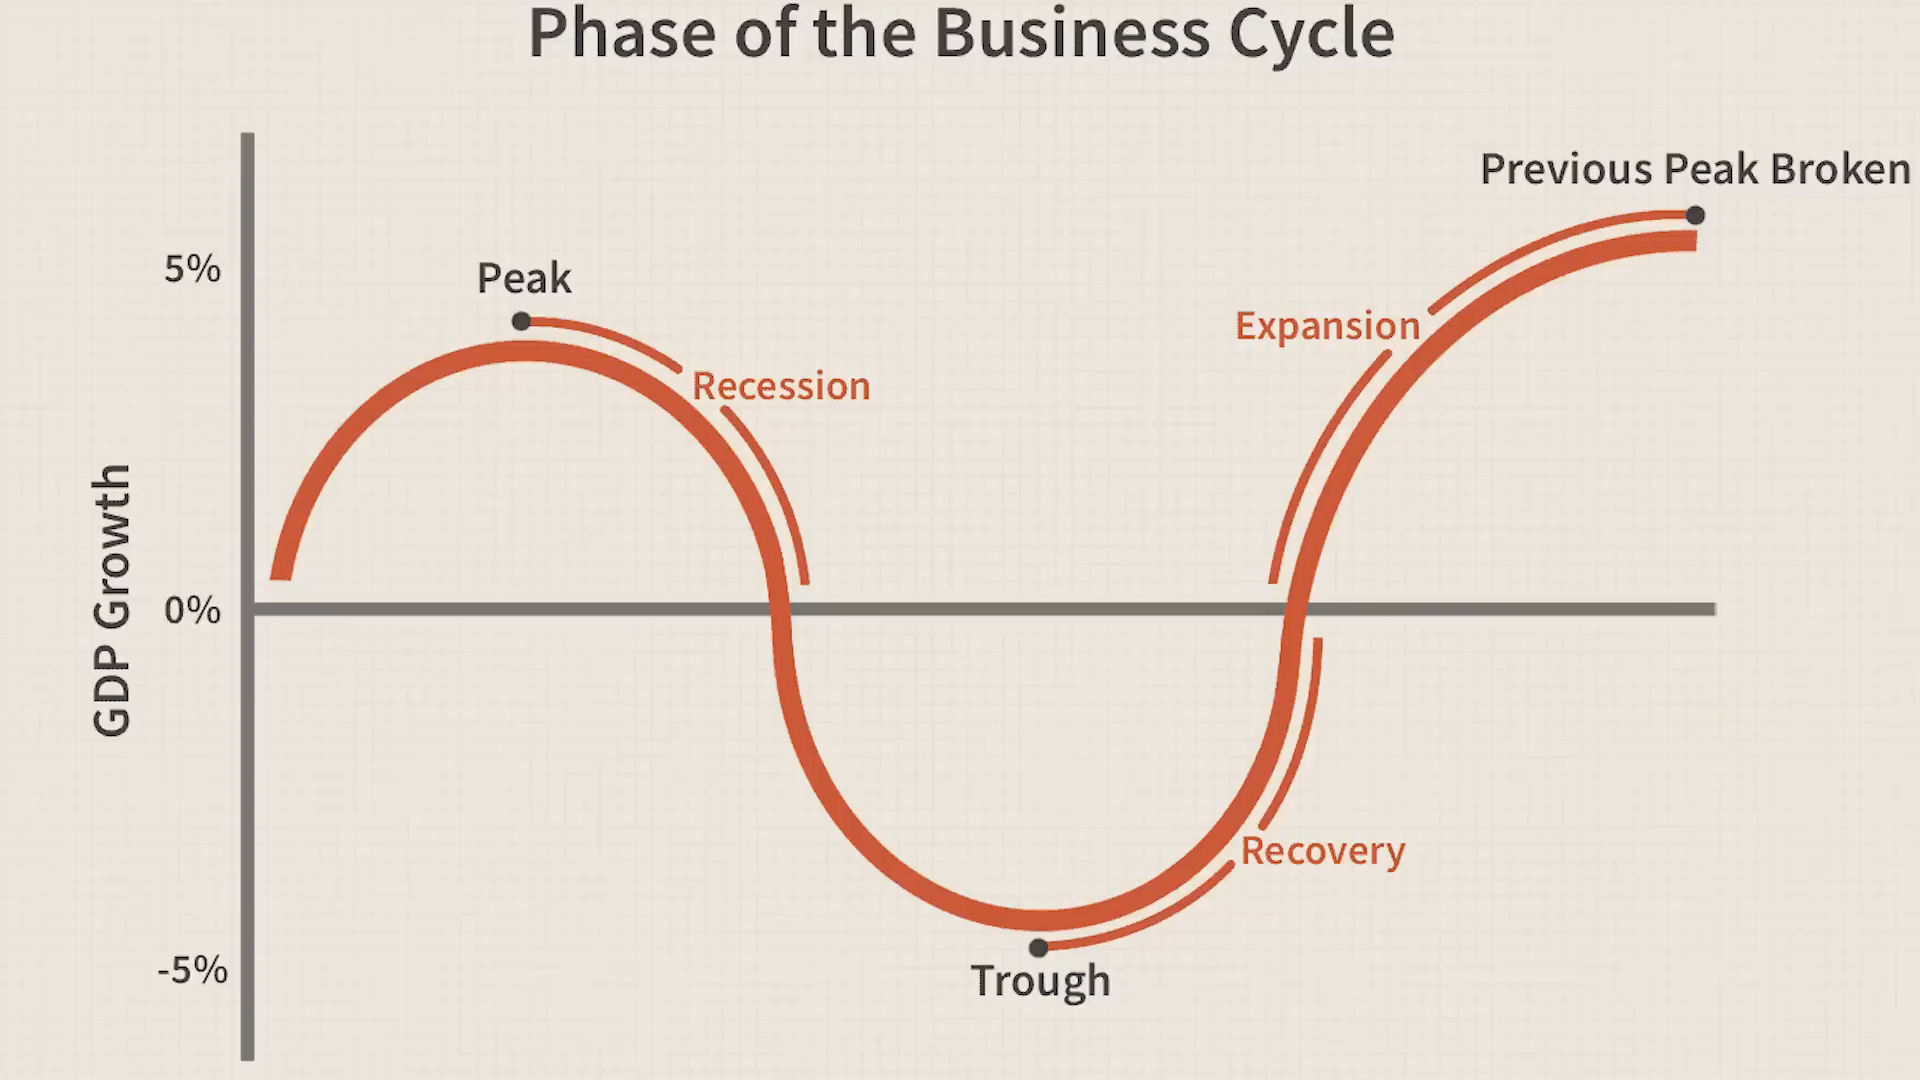 Phase of the Business Cycle
Previous Peak Broken
5%
Peak
Expansion
Recession
GDP Growth
0%
Recovery
-5%
Trough